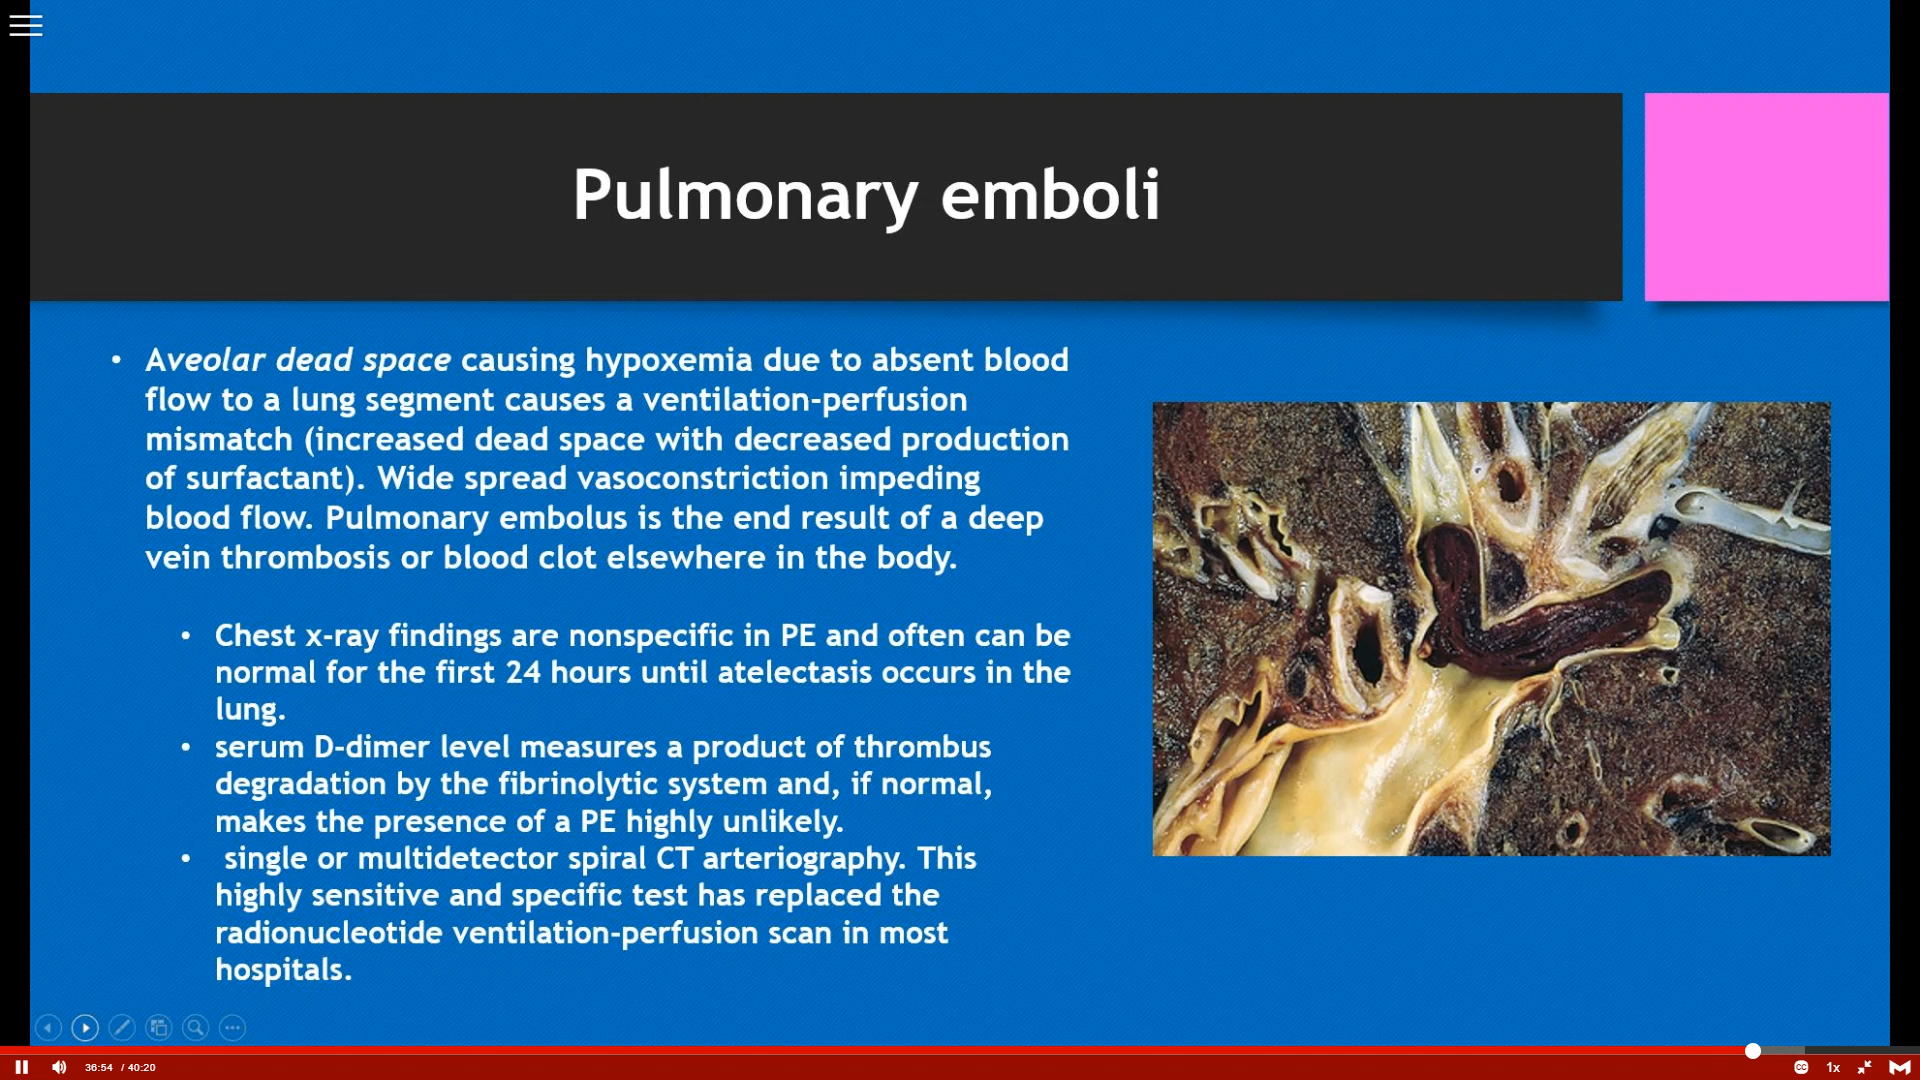 Pulmonary emboli
• Aveolar dead space causing hypoxemia due to absent blood
flow to a lung segment causes a ventilation-perfusion
mismatch (increased dead space with decreased production
of surfactant). Wide spread vasoconstriction impeding
blood flow. Pulmonary embolus is the end result of a deep
vein thrombosis or blood clot elsewhere in the body.
• Chest x-ray findings are nonspecific in PE and often can be
normal for the first 24 hours until atelectasis occurs in the
lung.
• serum D-dimer level measures a product of thrombus
degradation by the fibrinolytic system and, if normal,
makes the presence of a PE highly unlikely.
• single or multidetector spiral CT arteriography. This
highly sensitive and specific test has replaced the
radionucleotide ventilation-perfusion scan in most
hospitals.
36:54 / 40:20
CC
1x